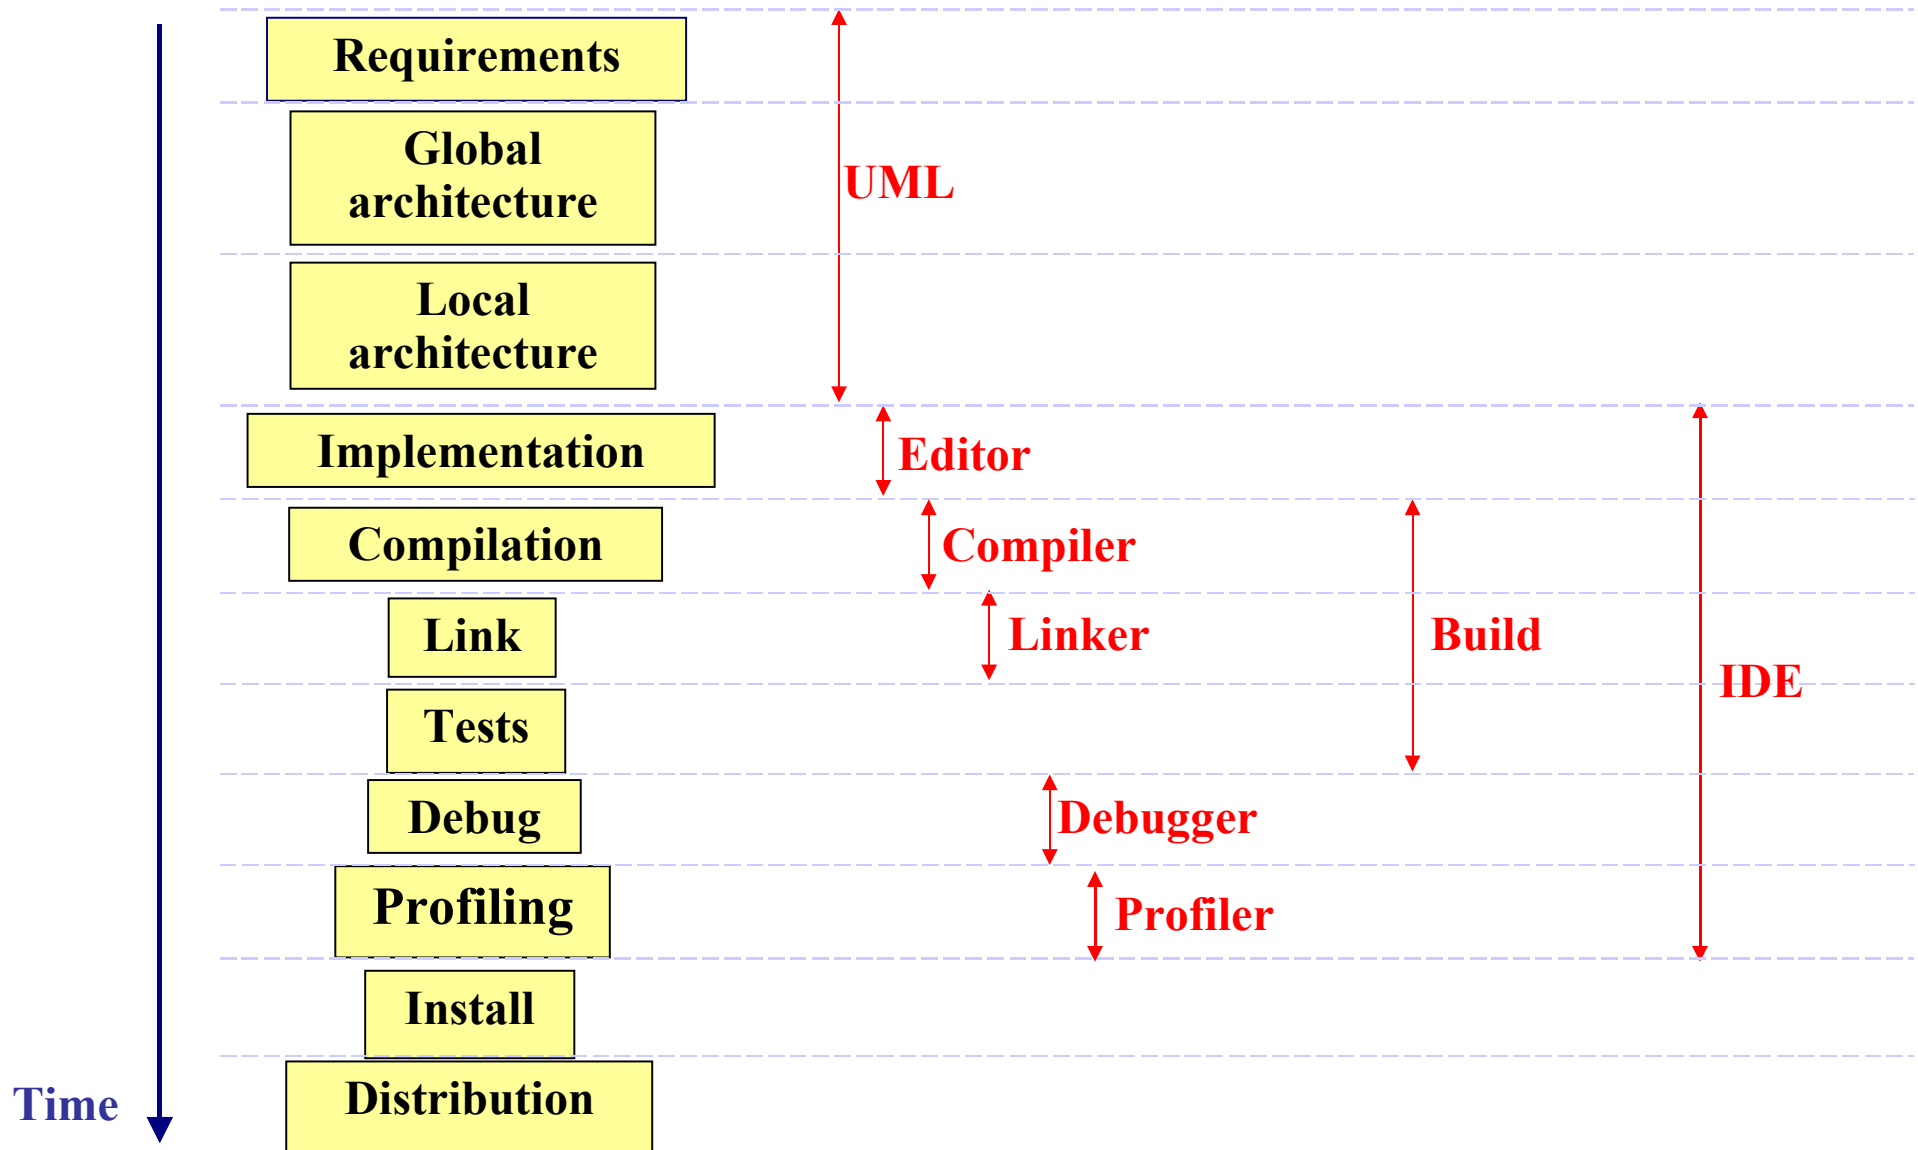 Requirements
Global
architecture
UML
Local
architecture
Implementation
Editor
Compilation
Compiler
Link
Linker
Build
IDE
Tests
Debug
Debugger
Profiling
Profiler
Install
Distribution
Time